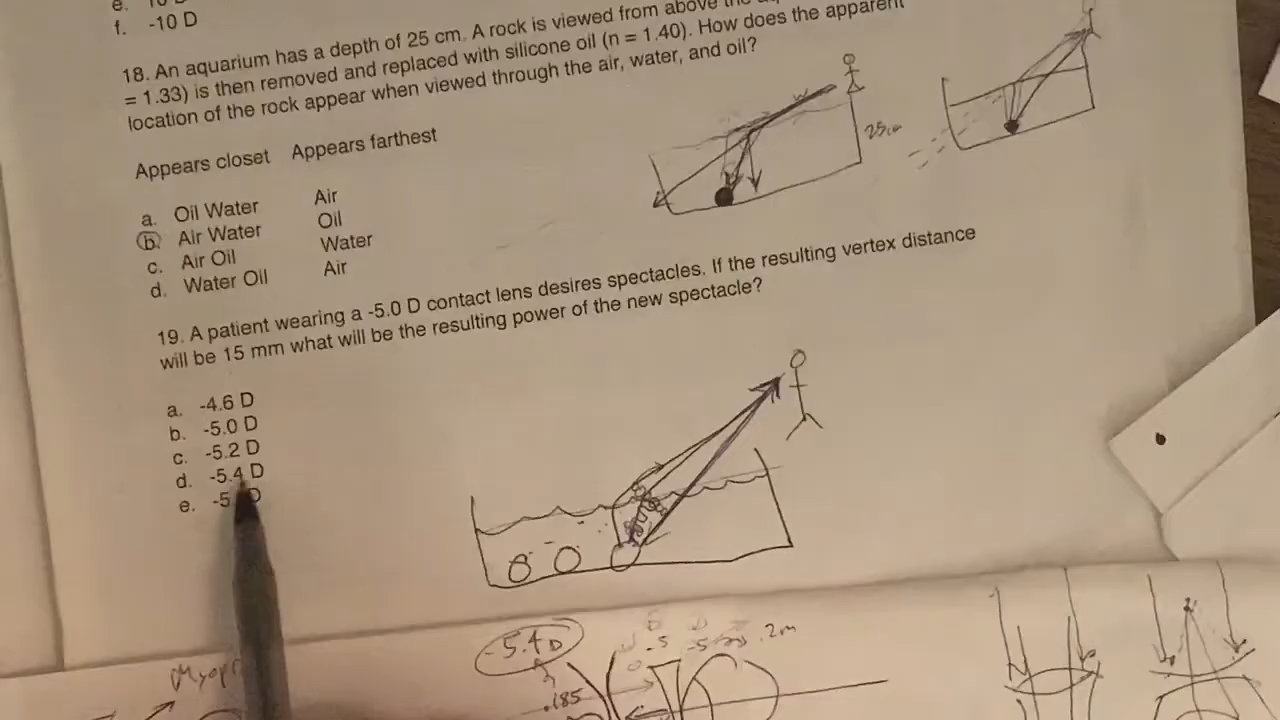 e. 10 D
f. -10 D
18. An aquarium has a depth of 25 cm. A rock is viewed from above the
= 1.33) is then removed and replaced with silicone oil (n = 1.40). How does the apparent
location of the rock appear when viewed through the air, water, and oil?
Appears closet Appears farthest
a. Oil Water Air
b. Air Water Oil
c. Air Oil Water
d. Water Oil Air
25cm
19. A patient wearing a -5.0 D contact lens desires spectacles. If the resulting vertex distance
will be 15 mm what will be the resulting power of the new spectacle?
a. -4.6 D
b. -5.0 D
c. -5.2 D
d. -5.4 D
e. -5 D
-5.4D
.185
-5
.2m